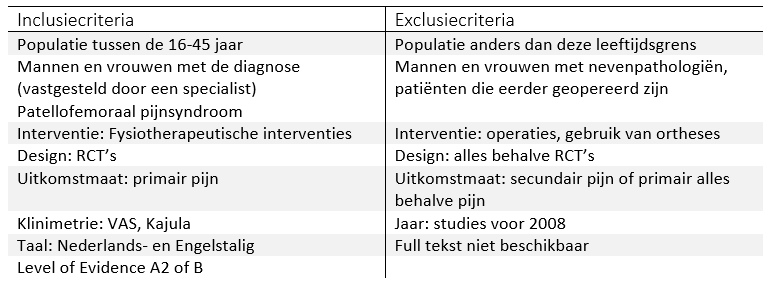 Inclusiecriteria Exclusiecriteria
Populatie tussen de 16-45 jaar Populatie anders dan deze leeftijdsgrens
Mannen en vrouwen met de diagnose Mannen en vrouwen met nevenpathologiën,
(vastgesteld door een specialist) patiënten die eerder geopereerd zijn
Patellofemoraal pijnsyndroom
Interventie: Fysiotherapeutische interventies Interventie: operaties, gebruik van ortheses
Design: RCT’s Design: alles behalve RCT’s
Uitkomstmaat: primair pijn Uitkomstmaat: secundair pijn of primair alles
behalve pijn
Klinimetrie: VAS, Kajula Jaar: studies voor 2008
Taal: Nederlands- en Engelstalig Full tekst niet beschikbaar
Level of Evidence A2 of B